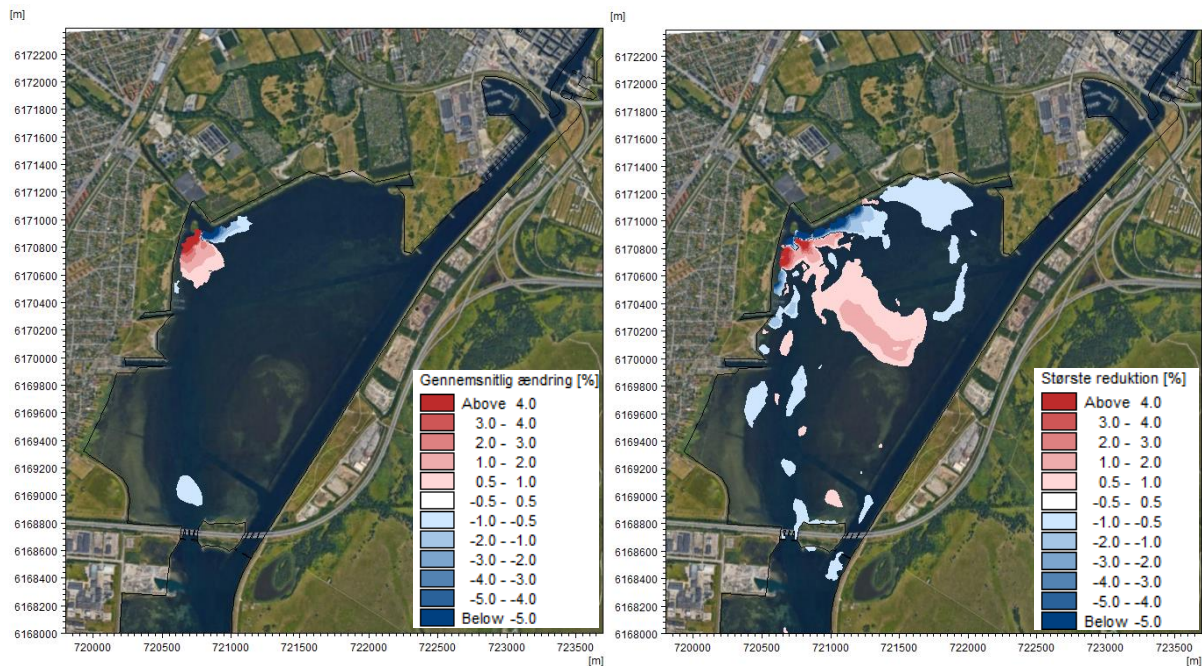 [m]
6172200
6172000
6171800
6171600
6171400
6171200
6171000
6170800
6170600
6170400
6170200
6170000
6169800
6169600
6169400
6169200
6169000
6168800
6168600
6168400
6168200
6168000
720000 720500 721000 721500 722000 722500 723000 723500
[m]
Gennemsnitlig ændring [%]
Above 4.0
3.0 - 4.0
2.0 - 3.0
1.0 - 2.0
0.5 - 1.0
-0.5 - 0.5
-1.0 - -0.5
-2.0 - -1.0
-3.0 - -2.0
-4.0 - -3.0
-5.0 - -4.0
Below -5.0
[m]
6172200
6172000
6171800
6171600
6171400
6171200
6171000
6170800
6170600
6170400
6170200
6170000
6169800
6169600
6169400
6169200
6169000
6168800
6168600
6168400
6168200
6168000
720000 720500 721000 721500 722000 722500 723000 723500
[m]
Største reduktion [%]
Above 4.0
3.0 - 4.0
2.0 - 3.0
1.0 - 2.0
0.5 - 1.0
-0.5 - 0.5
-1.0 - -0.5
-2.0 - -1.0
-3.0 - -2.0
-4.0 - -3.0
-5.0 - -4.0
Below -5.0